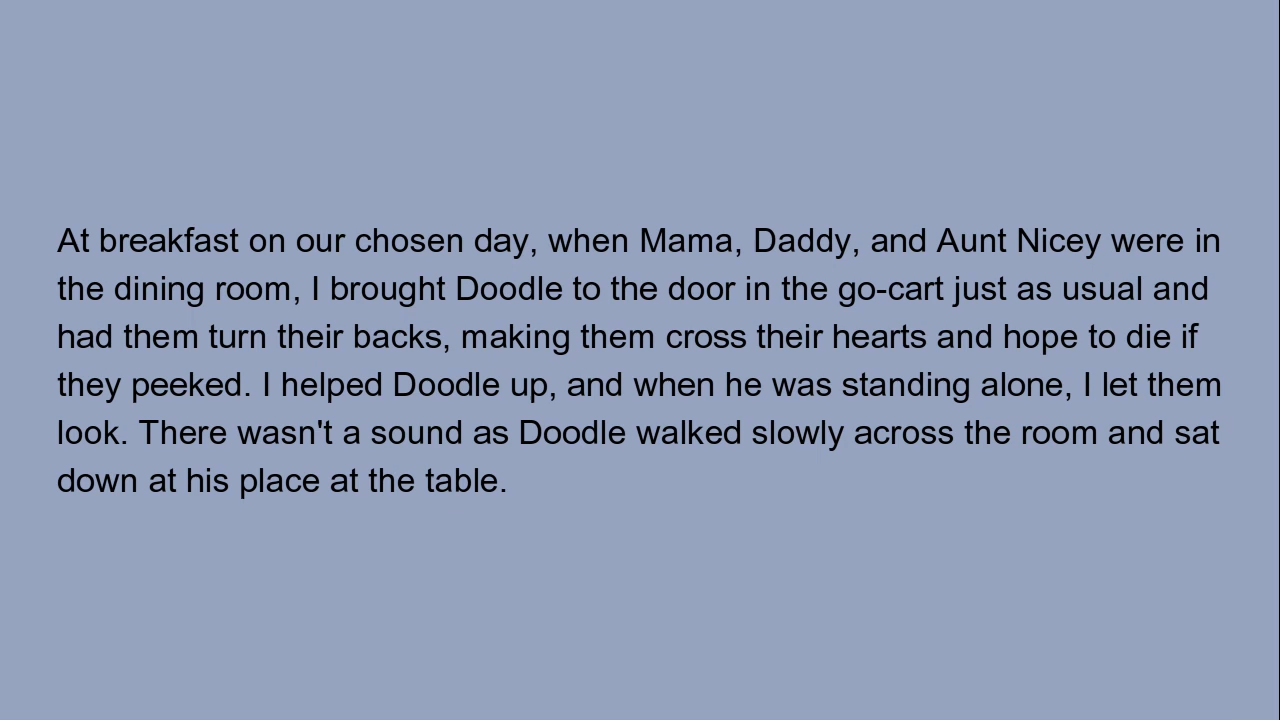 At breakfast on our chosen day, when Mama, Daddy, and Aunt Nicey were in
the dining room, I brought Doodle to the door in the go-cart just as usual and
had them turn their backs, making them cross their hearts and hope to die if
they peeked. I helped Doodle up, and when he was standing alone, I let them
look. There wasn't a sound as Doodle walked slowly across the room and sat
down at his place at the table.